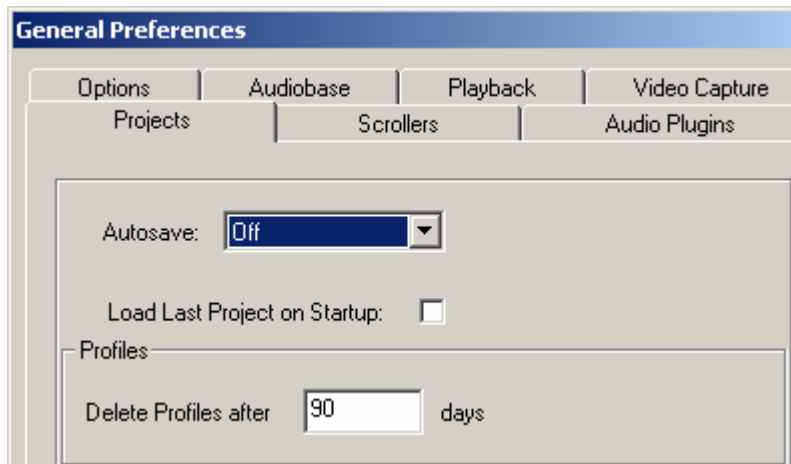 General Preferences
Options Audiobase Playback Video Capture
Projects Scrollers Audio Plugins
Autosave: Off
Load Last Project on Startup:
Profiles
Delete Profiles after 90 days